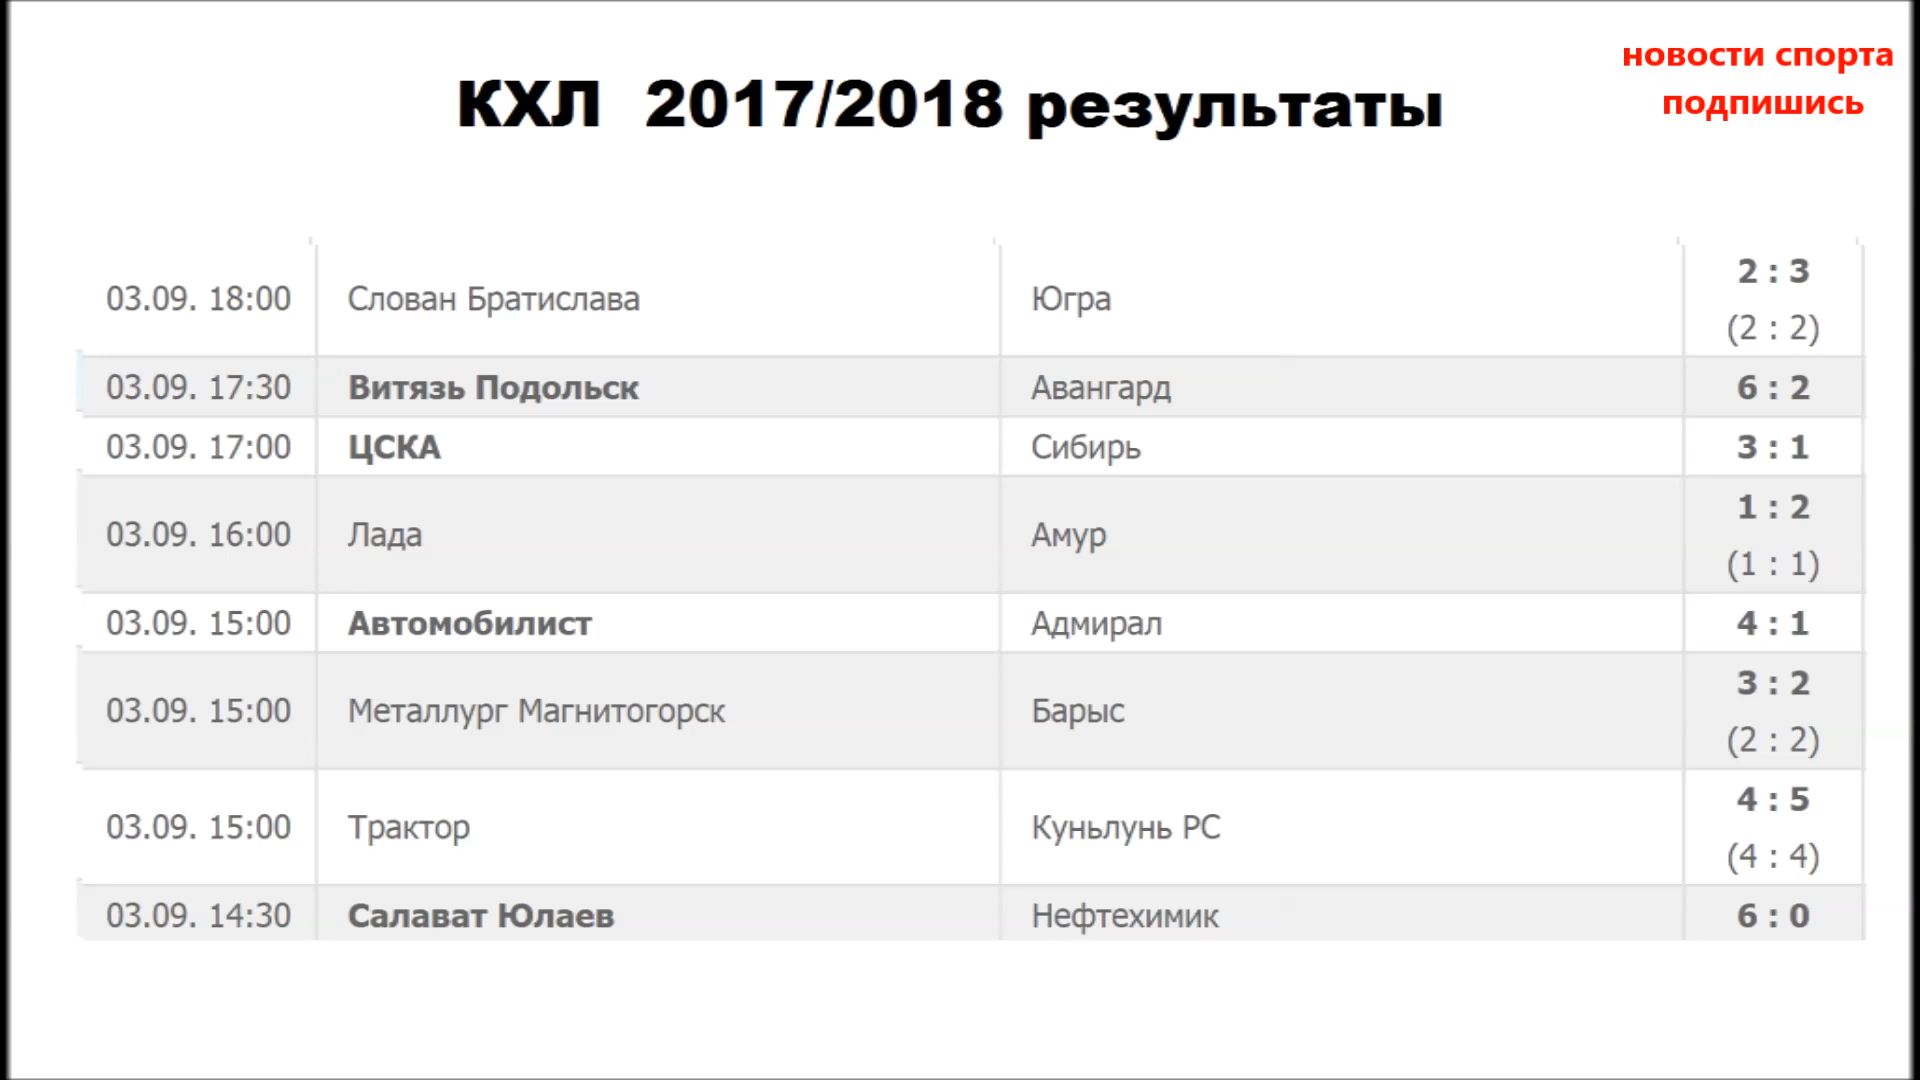 новости спорта
подпишись
КХЛ 2017/2018 результаты
03.09. 18:00 Слован Братислава Югра 2 : 3
(2 : 2)
03.09. 17:30 Витязь Подольск Авангард 6 : 2
03.09. 17:00 ЦСКА Сибирь 3 : 1
03.09. 16:00 Лада Амур 1 : 2
(1 : 1)
03.09. 15:00 Автомобилист Адмирал 4 : 1
03.09. 15:00 Металлург Магнитогорск Барыс 3 : 2
(2 : 2)
03.09. 15:00 Трактор Куньлунь РС 4 : 5
(4 : 4)
03.09. 14:30 Салават Юлаев Нефтехимик 6 : 0